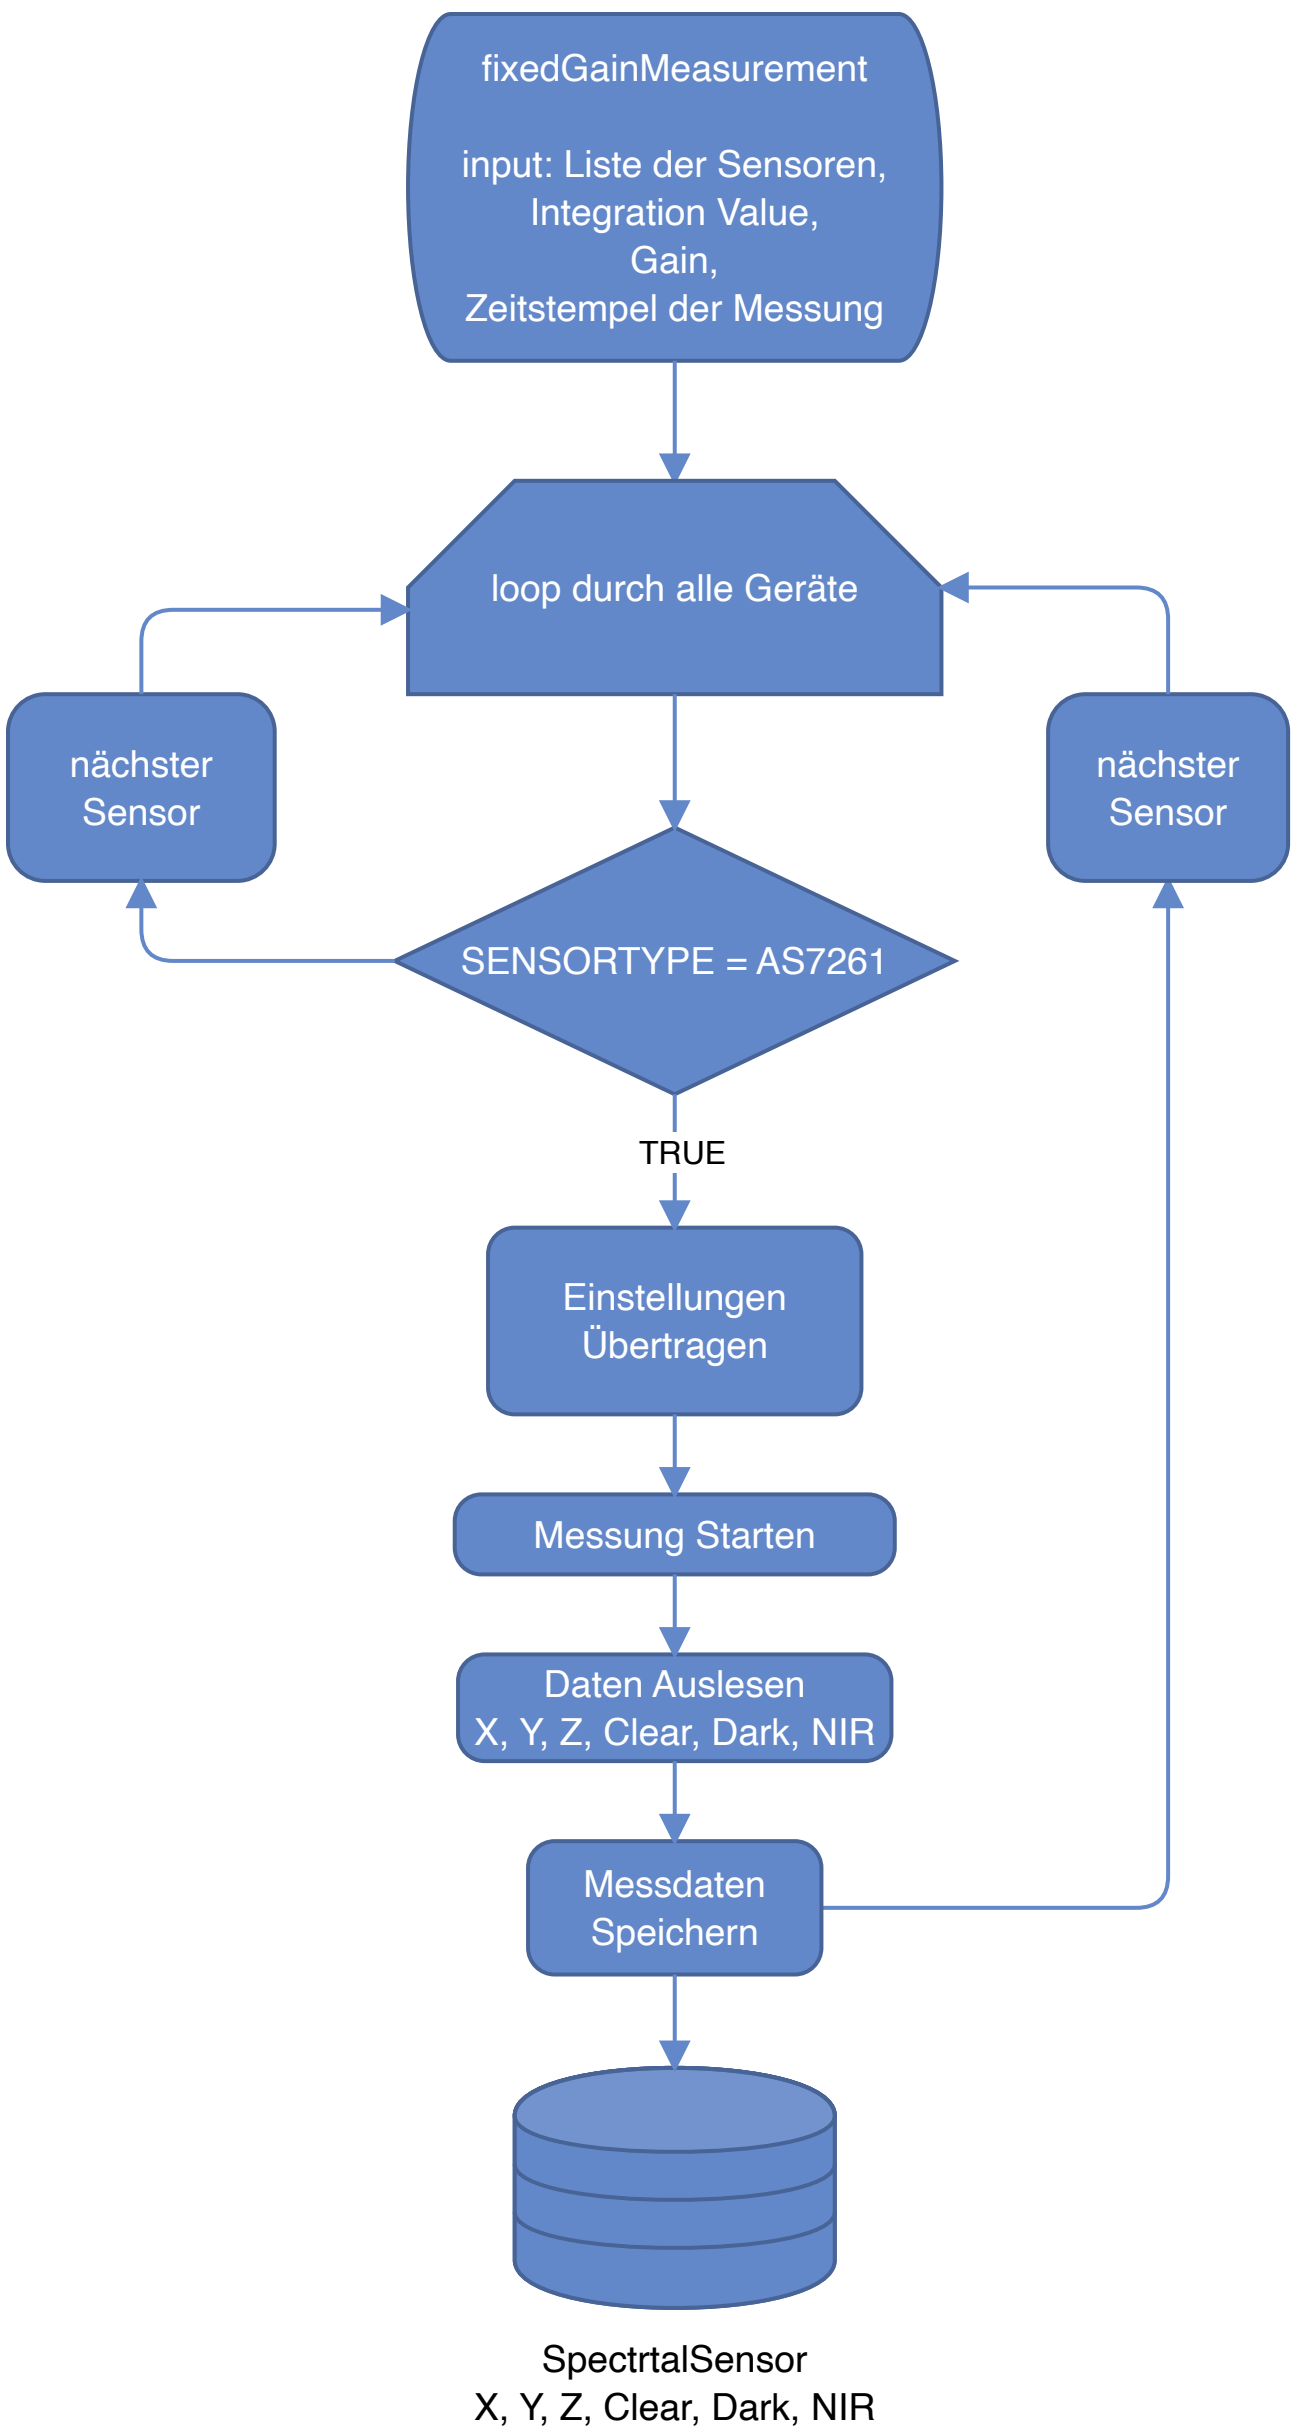 fixedGainMeasurement
input: Liste der Sensoren,
Integration Value,
Gain,
Zeitstempel der Messung
loop durch alle Geräte
nächster
Sensor
nächster
Sensor
SENSORTYPE = AS7261
TRUE
Einstellungen
Übertragen
Messung Starten
Daten Auslesen
X, Y, Z, Clear, Dark, NIR
Messdaten
Speichern
SpectrtalSensor
X, Y, Z, Clear, Dark, NIR